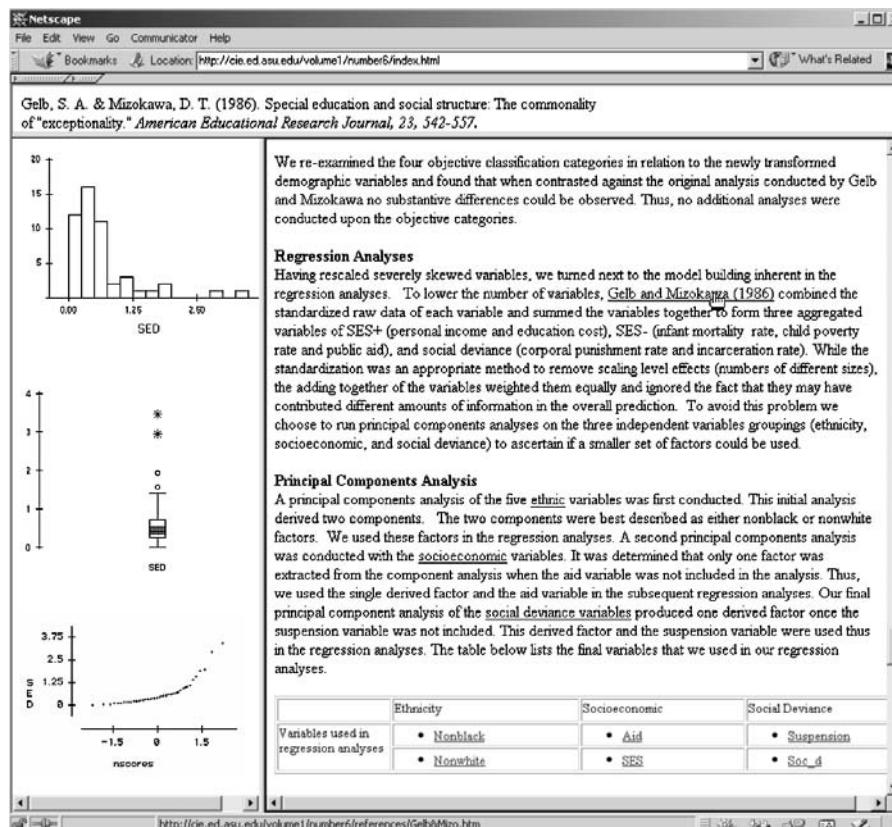 Netscape
File Edit View Go Communicator Help
Bookmarks Location: http://cie.ed.asu.edu/volume1/number6/index.html What's Related
Gelb, S. A. & Mizokawa, D. T. (1986). Special education and social structure: The commonality
of "exceptionality." American Educational Research Journal, 23, 542-557.
20
15
10
5
0.00 1.25 2.50
SED
4
3
2
1
0
SED
3.75
2.5
1.25
0
SED
-1.5 0 1.5
nscores
We re-examined the four objective classification categories in relation to the newly transformed
demographic variables and found that when contrasted against the original analysis conducted by Gelb
and Mizokawa no substantive differences could be observed. Thus, no additional analyses were
conducted upon the objective categories.
Regression Analyses
Having rescaled severely skewed variables, we turned next to the model building inherent in the
regression analyses. To lower the number of variables, Gelb and Mizokawa (1986) combined the
standardized raw data of each variable and summed the variables together to form three aggregated
variables of SES+ (personal income and education cost), SES- (infant mortality rate, child poverty
rate and public aid), and social deviance (corporal punishment rate and incarceration rate). While the
standardization was an appropriate method to remove scaling level effects (numbers of different sizes),
the adding together of the variables weighted them equally and ignored the fact that they may have
contributed different amounts of information in the overall prediction. To avoid this problem we
choose to run principal components analyses on the three independent variables groupings (ethnicity,
socioeconomic, and social deviance) to ascertain if a smaller set of factors could be used.
Principal Components Analysis
A principal components analysis of the five ethnic variables was first conducted. This initial analysis
derived two components. The two components were best described as either nonblack or nonwhite
factors. We used these factors in the regression analyses. A second principal components analysis
was conducted with the socioeconomic variables. It was determined that only one factor was
extracted from the component analysis when the aid variable was not included in the analysis. Thus,
we used the single derived factor and the aid variable in the subsequent regression analyses. Our final
principal component analysis of the social deviance variables produced one derived factor once the
suspension variable was not included. This derived factor and the suspension variable were used thus
in the regression analyses. The table below lists the final variables that we used in our regression
analyses.
Ethnicity Socioeconomic Social Deviance
Variables used in
regression analyses
• Nonblack • Aid • Suspension
• Nonwhite • SES • Soc_d
http://cie.ed.asu.edu/volume1/number6/references/Gelb&Mizo.htm